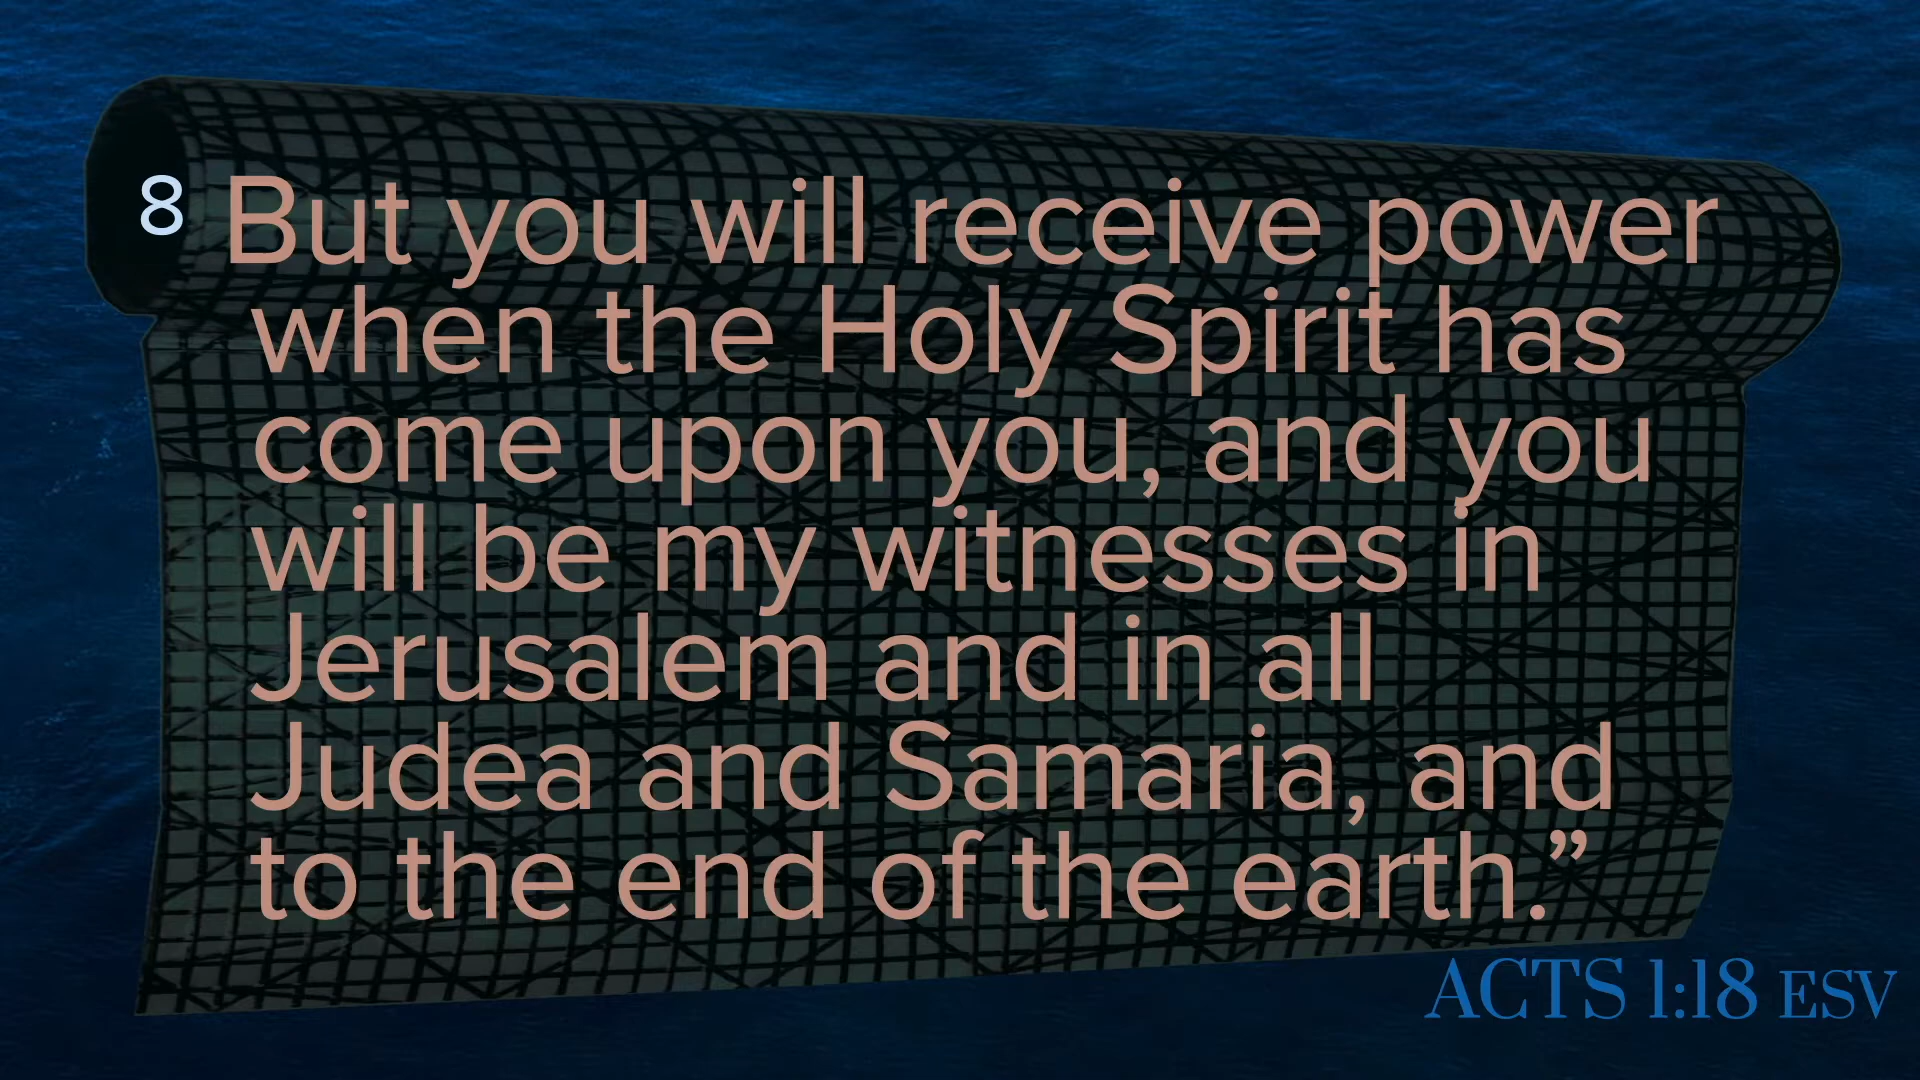 8 But you will receive power
when the Holy Spirit has
come upon you, and you
will be my witnesses in
Jerusalem and in all
Judea and Samaria, and
to the end of the earth.”
ACTS 1:18 ESV